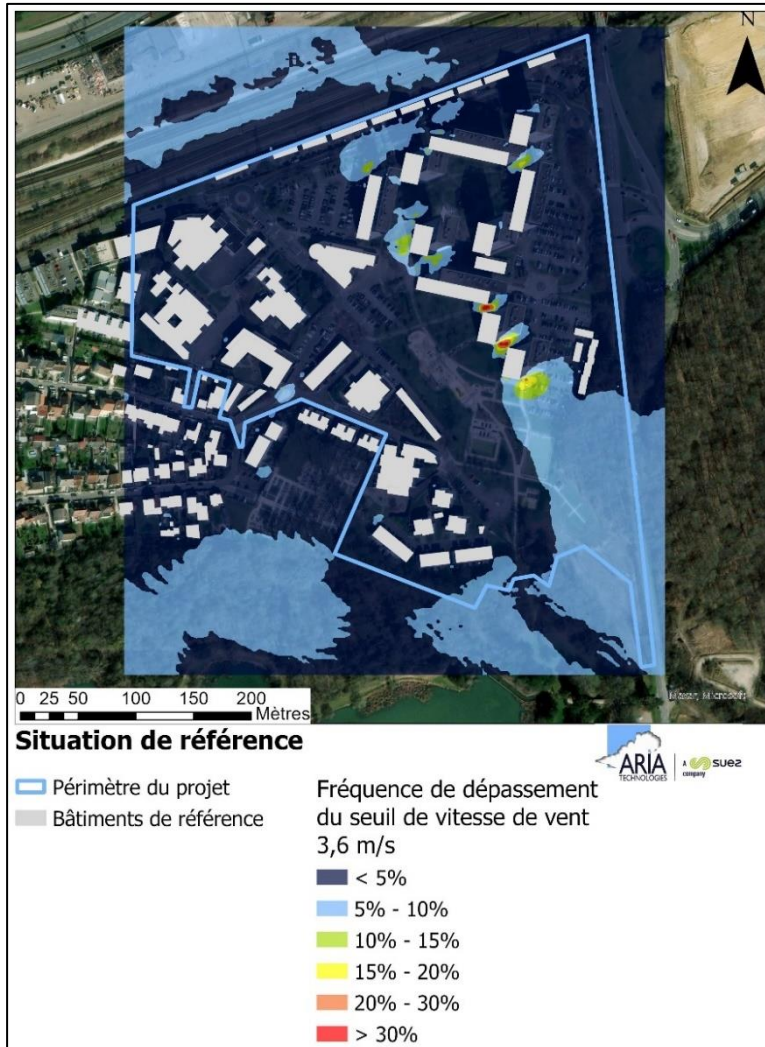 N
Maxar, Microsoft
0 25 50 100 150 200
Mètres
Situation de référence
ARIA
TECHNOLOGIES
A SUEZ
company
Périmètre du projet
Bâtiments de référence
Fréquence de dépassement
du seuil de vitesse de vent
3,6 m/s
< 5%
5% - 10%
10% - 15%
15% - 20%
20% - 30%
> 30%